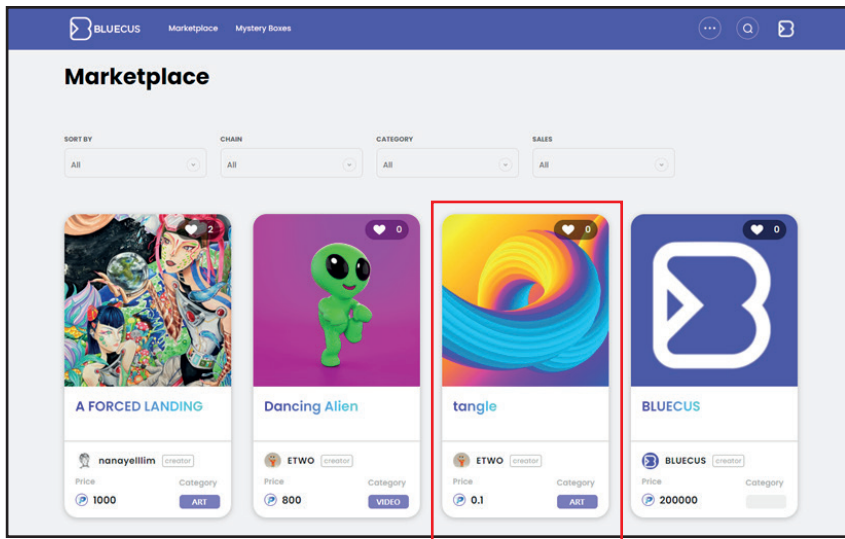 BLUECUS Marketplace Mystery Boxes
Marketplace
SORT BY CHAIN CATEGORY SALES
All All All All
2 0 0 0
A FORCED LANDING Dancing Alien tangle BLUECUS
nanayelllim creator ETWO creator ETWO creator BLUECUS creator
Price Category Price Category Price Category Price Category
1000 ART 800 VIDEO 0.1 ART 200000